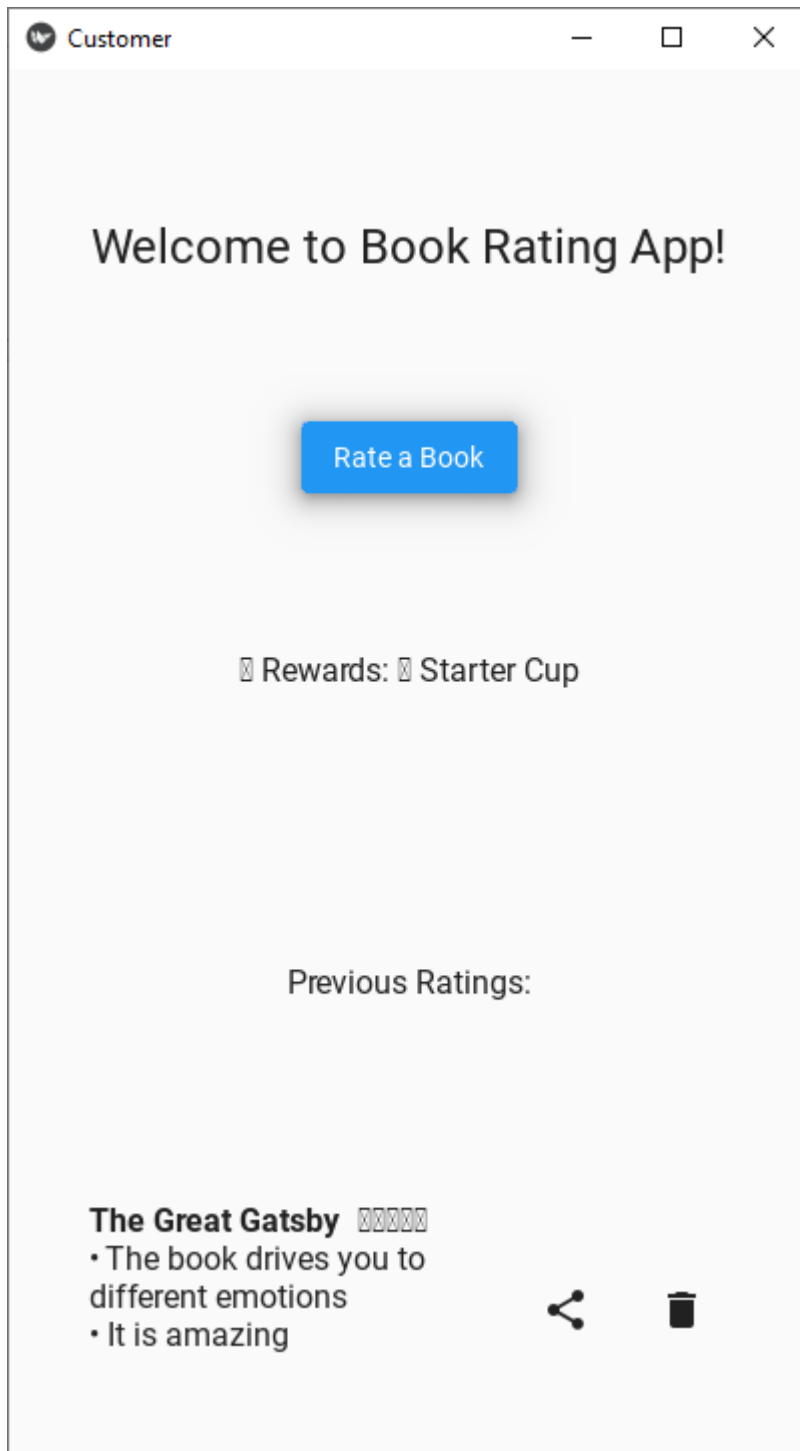 Customer
Welcome to Book Rating App!
Rate a Book
Rewards: Starter Cup
Previous Ratings:
The Great Gatsby
• The book drives you to
different emotions
• It is amazing